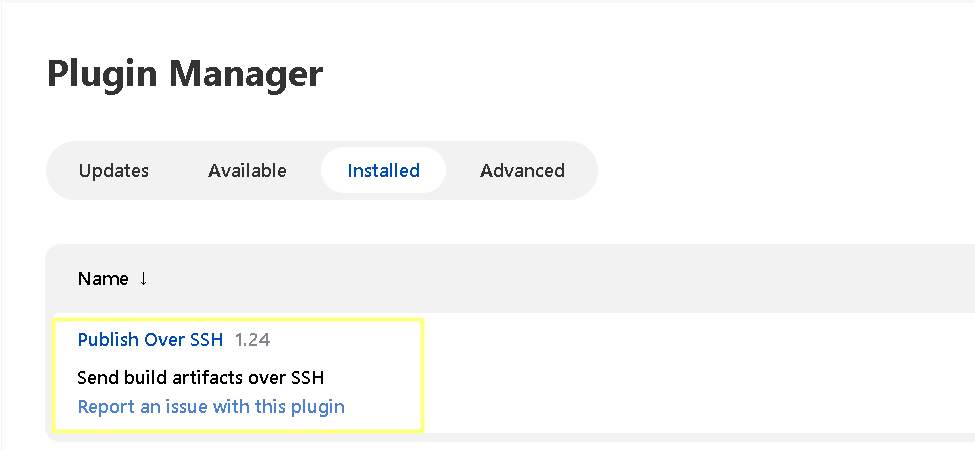 Plugin Manager
Updates Available Installed Advanced
Name ↓
Publish Over SSH 1.24
Send build artifacts over SSH
Report an issue with this plugin